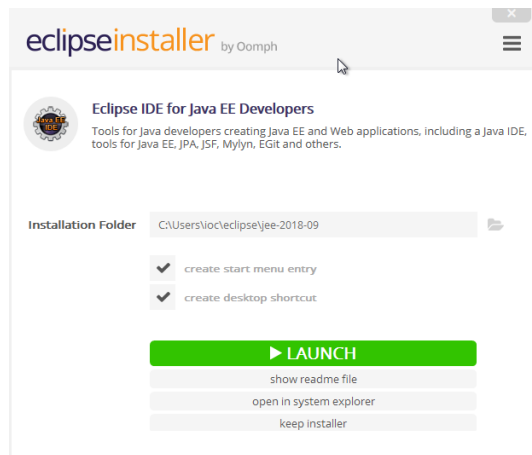 eclipseinstaller by Oomph
Java EE
IDE
Eclipse IDE for Java EE Developers
Tools for Java developers creating Java EE and Web applications, including a Java IDE,
tools for Java EE, JPA, JSF, Mylyn, EGit and others.
Installation Folder C:\Users\ioc\eclipse\jee-2018-09
create start menu entry
create desktop shortcut
LAUNCH
show readme file
open in system explorer
keep installer